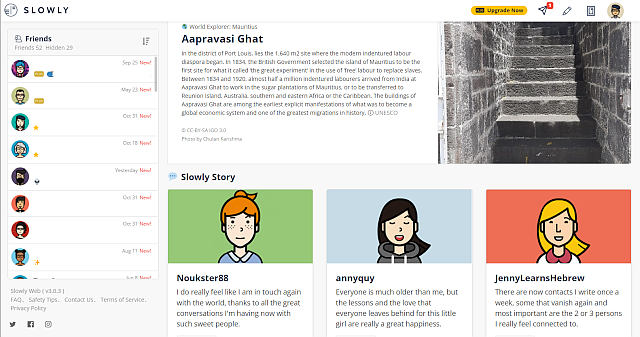 SLOWLY
PLUS Upgrade Now
Friends
Friends 52 Hidden 29
Sep 25 New!
May 23 New!
Oct 31 New!
Oct 18 New!
Yesterday New!
Oct 31 New!
Oct 31 New!
Aug 11 New!
Slowly Web ( v3.0.3 )
FAQ. Safety Tips. Contact Us. Terms of Service.
Privacy Policy
World Explorer: Mauritius
Aapravasi Ghat
In the district of Port Louis, lies the 1,640 m2 site where the modern indentured labour
diaspora began. In 1834, the British Government selected the island of Mauritius to be the
first site for what it called 'the great experiment' in the use of 'free' labour to replace slaves.
Between 1834 and 1920, almost half a million indentured labourers arrived from India at
Aapravasi Ghat to work in the sugar plantations of Mauritius, or to be transferred to
Reunion Island, Australia, southern and eastern Africa or the Caribbean. The buildings of
Aapravasi Ghat are among the earliest explicit manifestations of what was to become a
global economic system and one of the greatest migrations in history. UNESCO
© CC-BY-SA IGO 3.0
Photo by Chulan Kanshma
Slowly Story
Noukster88
I do really feel like I am in touch again
with the world, thanks to all the great
conversations I'm having now with
such sweet people.
annyquy
Everyone is much older than me, but
the lessons and the love that
everyone leaves behind for this little
girl are really a great happiness.
JennyLearnsHebrew
There are now contacts I write once a
week, some that vanish again and
most important are the 2 or 3 persons
I really feel connected to.